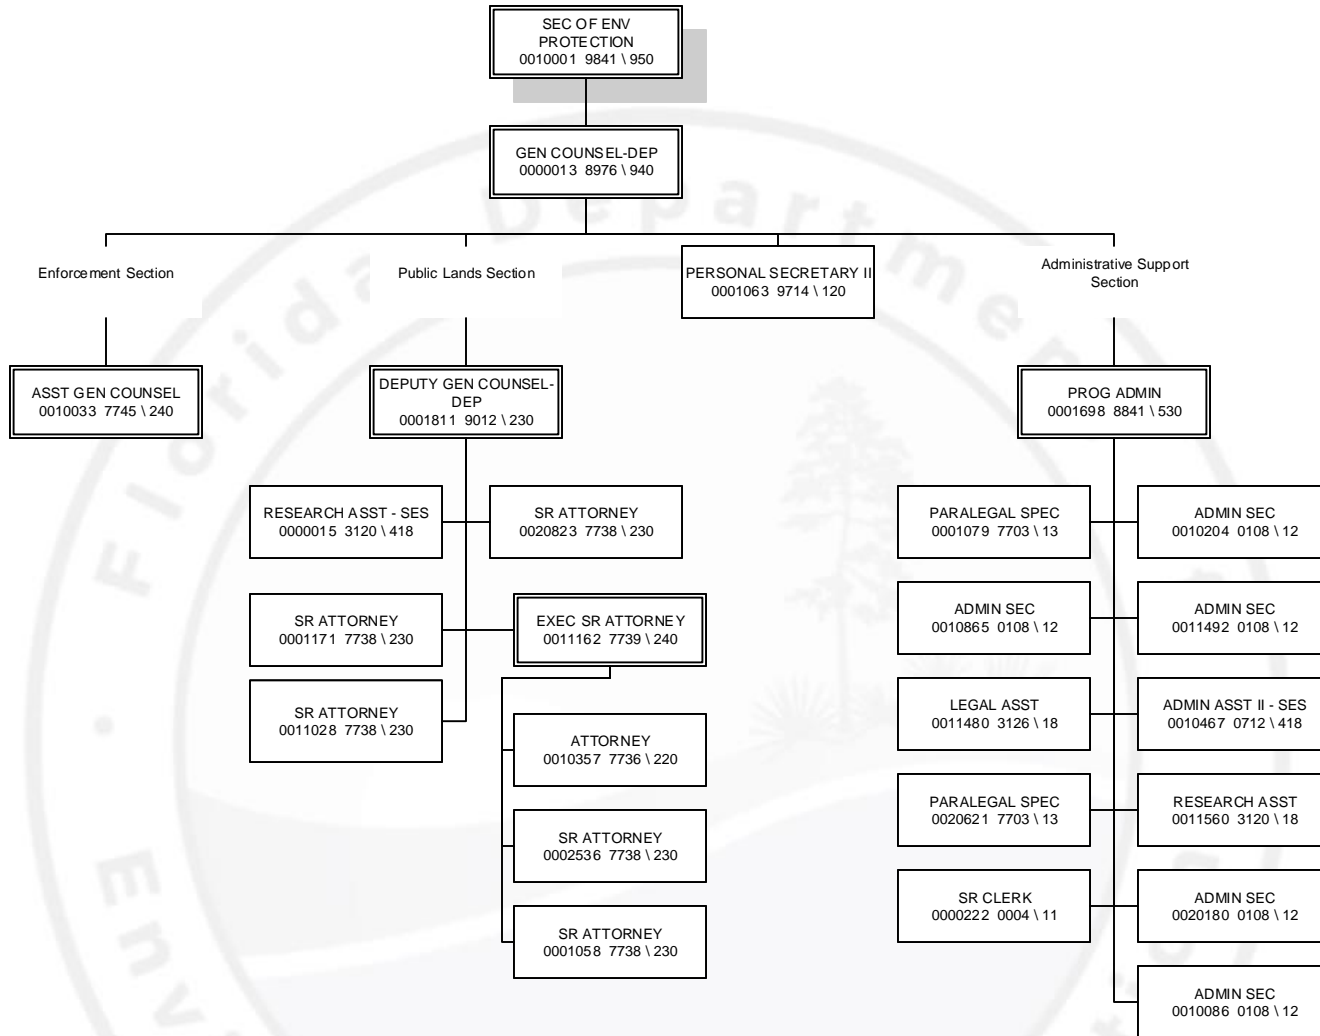 SEC OF ENV
PROTECTION
0010001 9841 \ 950
GEN COUNSEL-DEP
0000013 8976 \ 940
Enforcement Section
Public Lands Section
PERSONAL SECRETARY II
0001063 9714 \ 120
Administrative Support
Section
ASST GEN COUNSEL
0010033 7745 \ 240
DEPUTY GEN COUNSEL-
DEP
0001811 9012 \ 230
PROG ADMIN
0001698 8841 \ 530
RESEARCH ASST - SES
0000015 3120 \ 418
SR ATTORNEY
0020823 7738 \ 230
SR ATTORNEY
0001171 7738 \ 230
EXEC SR ATTORNEY
0011162 7739 \ 240
SR ATTORNEY
0011028 7738 \ 230
ATTORNEY
0010357 7736 \ 220
SR ATTORNEY
0002536 7738 \ 230
SR ATTORNEY
0001058 7738 \ 230
PARALEGAL SPEC
0001079 7703 \ 13
ADMIN SEC
0010204 0108 \ 12
ADMIN SEC
0010865 0108 \ 12
ADMIN SEC
0011492 0108 \ 12
LEGAL ASST
0011480 3126 \ 18
ADMIN ASST II - SES
0010467 0712 \ 418
PARALEGAL SPEC
0020621 7703 \ 13
RESEARCH ASST
0011560 3120 \ 18
SR CLERK
0000222 0004 \ 11
ADMIN SEC
0020180 0108 \ 12
ADMIN SEC
0010086 0108 \ 12
Florida Departmen